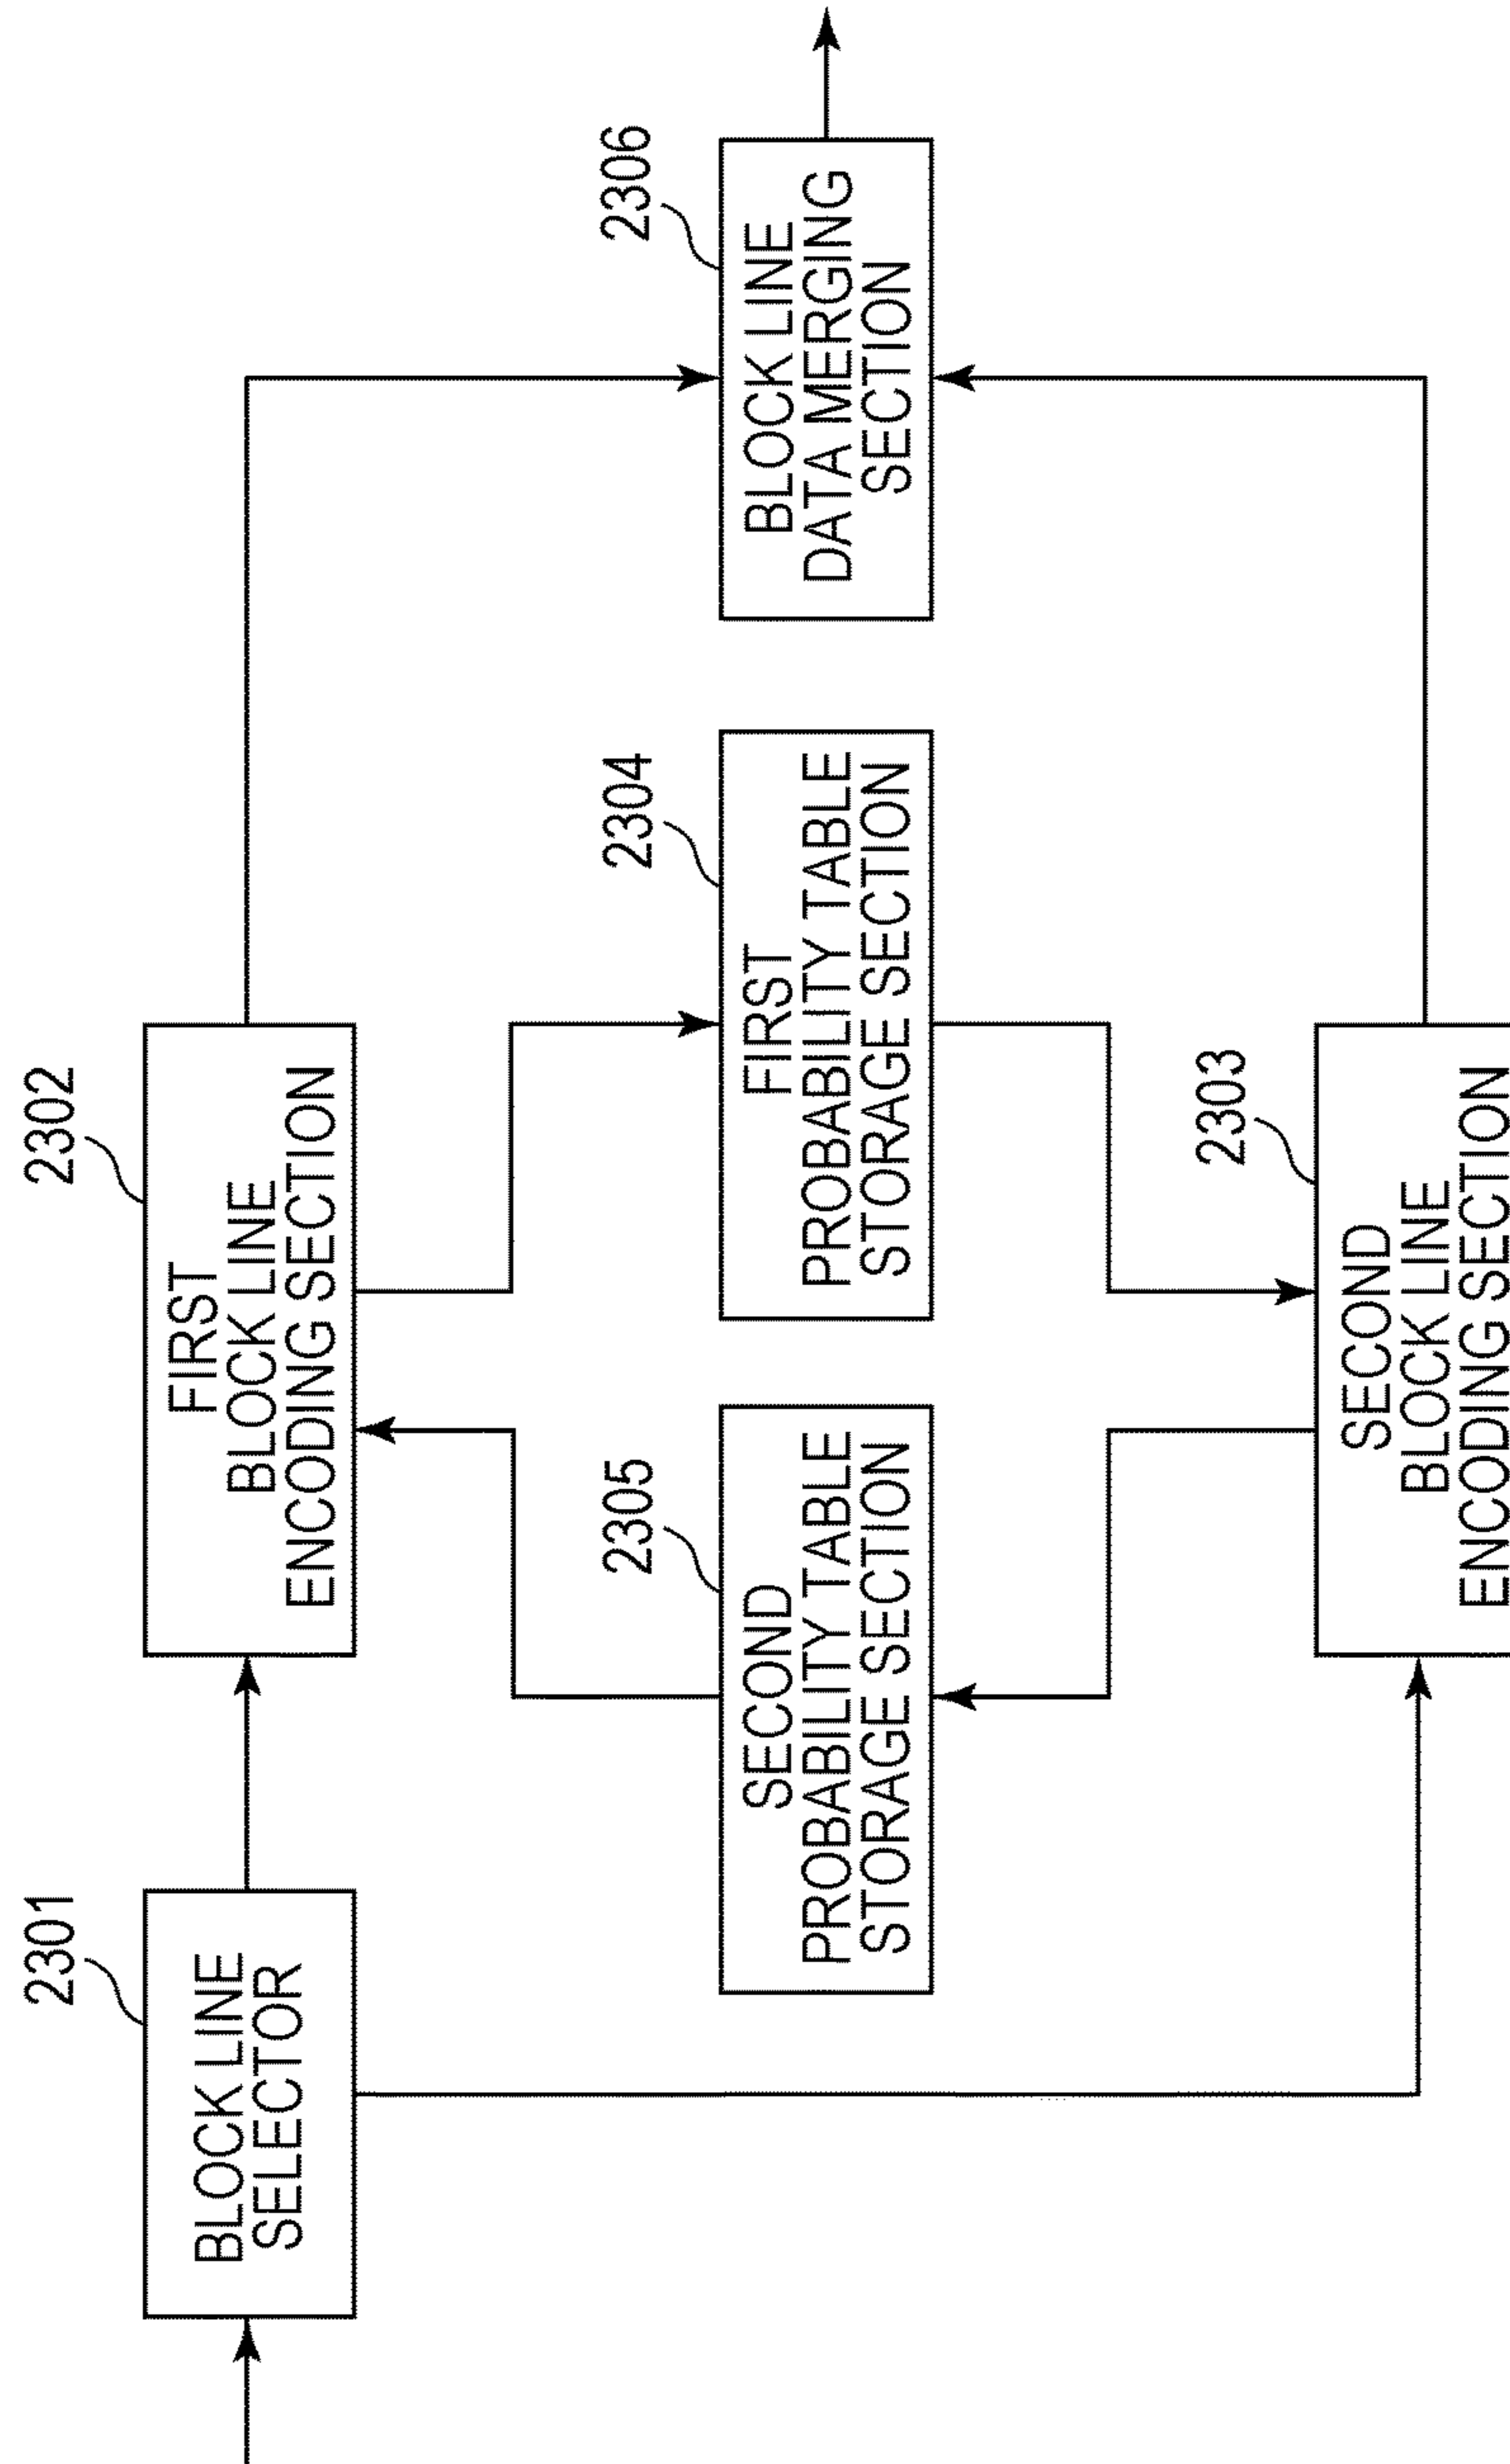 2301
BLOCK LINE
SELECTOR
2302
FIRST
BLOCK LINE
ENCODING SECTION
2305
SECOND
PROBABILITY TABLE
STORAGE SECTION
2304
FIRST
PROBABILITY TABLE
STORAGE SECTION
2306
BLOCK LINE
DATA MERGING
SECTION
2303
SECOND
BLOCK LINE
ENCODING SECTION